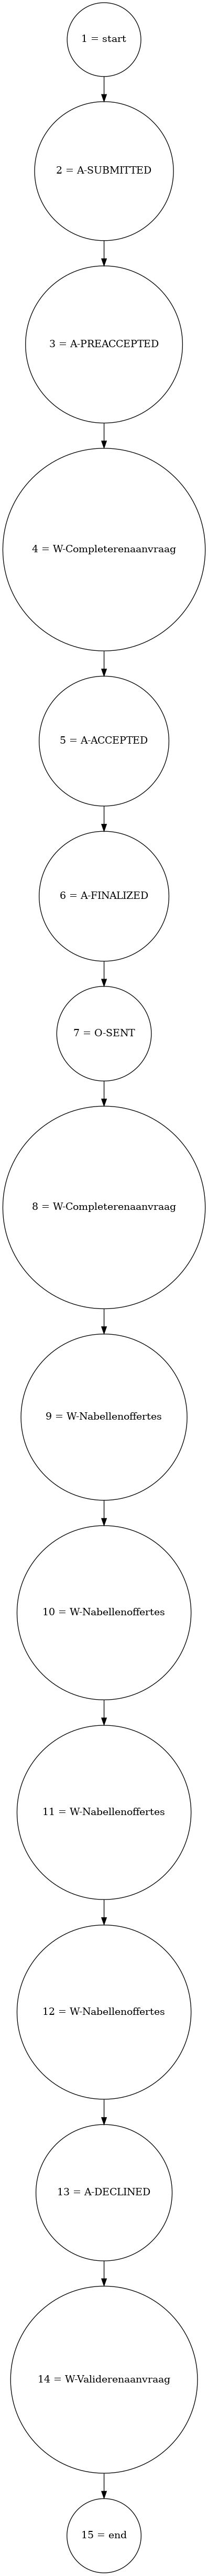 1 = start
2 = A-SUBMITTED
3 = A-PREACCEPTED
4 = W-Completerenaanvraag
5 = A-ACCEPTED
6 = A-FINALIZED
7 = O-SENT
8 = W-Completerenaanvraag
9 = W-Nabellenoffertes
10 = W-Nabellenoffertes
11 = W-Nabellenoffertes
12 = W-Nabellenoffertes
13 = A-DECLINED
14 = W-Validerenaanvraag
15 = end